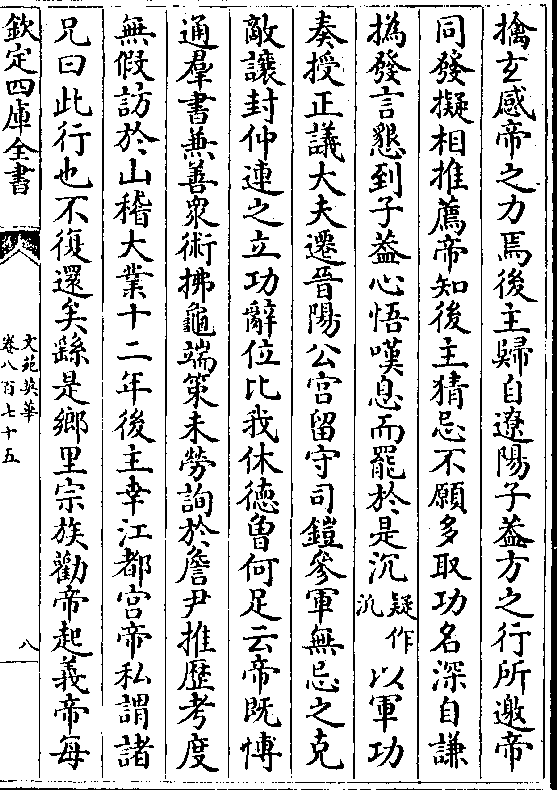 擒𤣥感帝之力焉後主歸自遼陽子葢方之行所邀帝
同發擬相推薦帝知後主猜忌不願多取功名深自謙
撝發言懇到子葢心悟嘆息而罷於是沉疑作沉以軍功
奏授正議大夫遷晉陽公宫留守司鎧參軍無忌之克
敵讓封仲連之立功辭位比我休德魯何足云帝既博
通羣書兼善衆術拂龜端策未勞詢於詹尹推歴考度
無假訪於山稽大業十二年後主幸江都宫帝私謂諸
兄曰此行也不復還矣繇是鄉里宗族勸帝起義帝每
欽定四庫全書
文苑英華
卷八百七十五
八